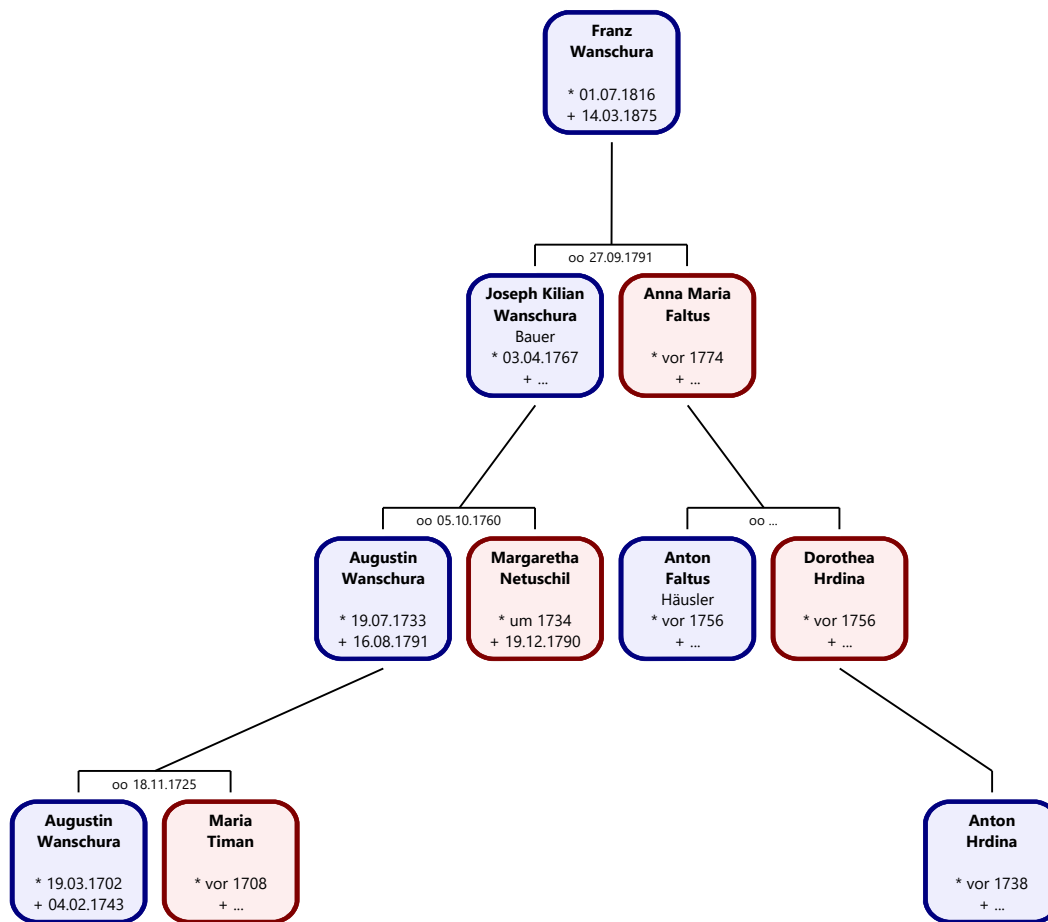 Franz
Wanschura
* 01.07.1816
+ 14.03.1875
oo 27.09.1791
Joseph Kilian
Wanschura
Bauer
* 03.04.1767
+ ...
Anna Maria
Faltus
* vor 1774
+ ...
oo 05.10.1760
oo ...
Augustin
Wanschura
* 19.07.1733
+ 16.08.1791
Margaretha
Netuschil
* um 1734
+ 19.12.1790
Anton
Faltus
Häusler
* vor 1756
+ ...
Dorothea
Hrdina
* vor 1756
+ ...
oo 18.11.1725
Augustin
Wanschura
* 19.03.1702
+ 04.02.1743
Maria
Timan
* vor 1708
+ ...
Anton
Hrdina
* vor 1738
+ ...